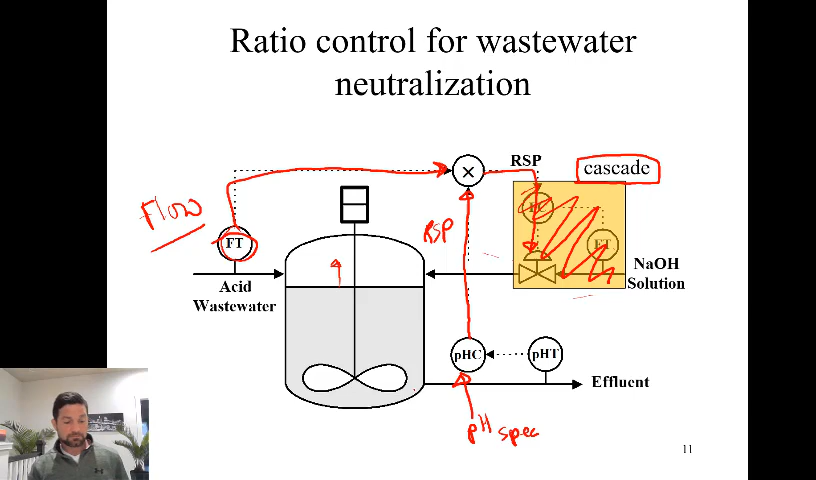 Ratio control for wastewater
neutralization
RSP
cascade
Flow
RSP
FT
FT
NaOH
Solution
Acid
Wastewater
pHC
pHT
Effluent
pH spec
11